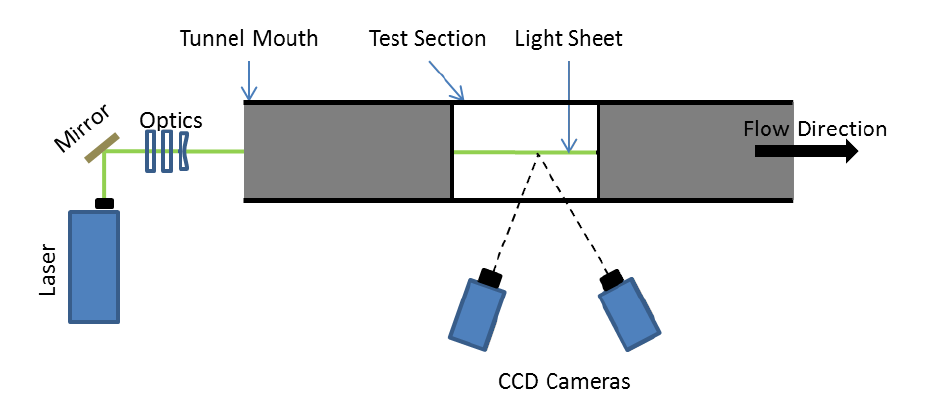 Tunnel Mouth
Test Section
Light Sheet
Mirror
Optics
Flow Direction
Laser
CCD Cameras